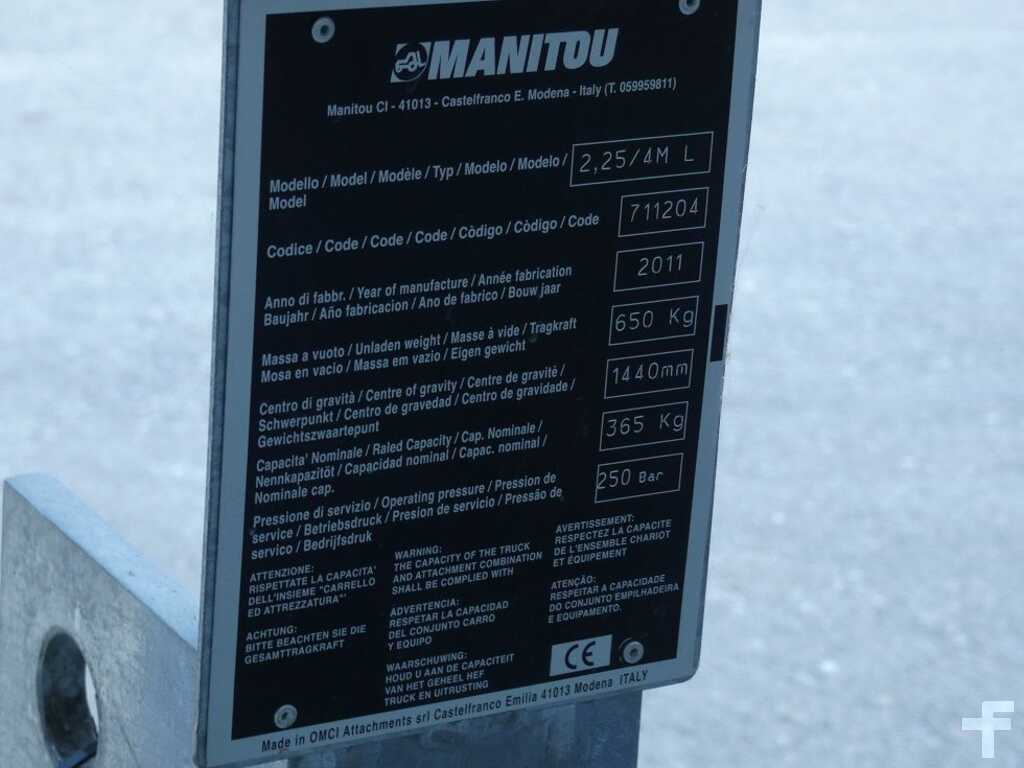 MANITOU
Manitou CI - 41013 - Castelfranco E. Modena - Italy (T. 059959811)
Modello / Model / Modèle / Typ / Modelo / Modelo /
Model
2,25/4M L
Codice / Code / Code / Code / Còdigo / Còdigo / Code
711204
Anno di fabbr. / Year of manufacture / Année fabrication
Baujahr / Año fabricacion / Ano de fabrico / Bouw jaar
2011
Massa a vuoto / Unladen weight / Masse à vide / Tragkraft
Mosa en vacio / Massa em vazio / Eigen gewicht
650 Kg
Centro di gravità / Centre of gravity / Centre de gravité /
Schwerpunkt / Centro de gravedad / Centro de gravidade /
Gewichtszwaartepunt
1440mm
Capacita' Nominale / Raled Capacity / Cap. Nominale /
Nennkapazitöt / Capacidad nominal / Capac. nominal /
Nominale cap.
365 Kg
Pressione di servizio / Operating pressure / Pression de
service / Betriebsdruck / Presion de servicio / Pressão de
servico / Bedrijfsdruk
250 Bar
ATTENZIONE:
RISPETTATE LA CAPACITA'
DELL'INSIEME "CARRELLO
ED ATTREZZATURA"'
ACHTUNG:
BITTE BEACHTEN SIE DIE
GESAMTTRAGKRAFT
WARNING:
THE CAPACITY OF THE TRUCK
AND ATTACHMENT COMBINATION
SHALL BE COMPLIED WITH
ADVERTENCIA:
RESPETAR LA CAPACIDAD
DEL CONJUNTO CARRO
Y EQUIPO
WAARSCHUWING:
HOUD U AAN DE CAPACITEIT
VAN HET GEHEEL HEF
TRUCK EN UITRUSTING
AVERTISSEMENT:
RESPECTEZ LA CAPACITE
DE L'ENSEMBLE CHARIOT
ET EQUIPEMENT
ATENÇÃO:
RESPEITAR A CAPACIDADE
DO CONJUNTO EMPILHADEIRA
E EQUIPAMENTO.
CE
Made in OMCI Attachments srl Castelfranco Emilia 41013 Modena ITALY